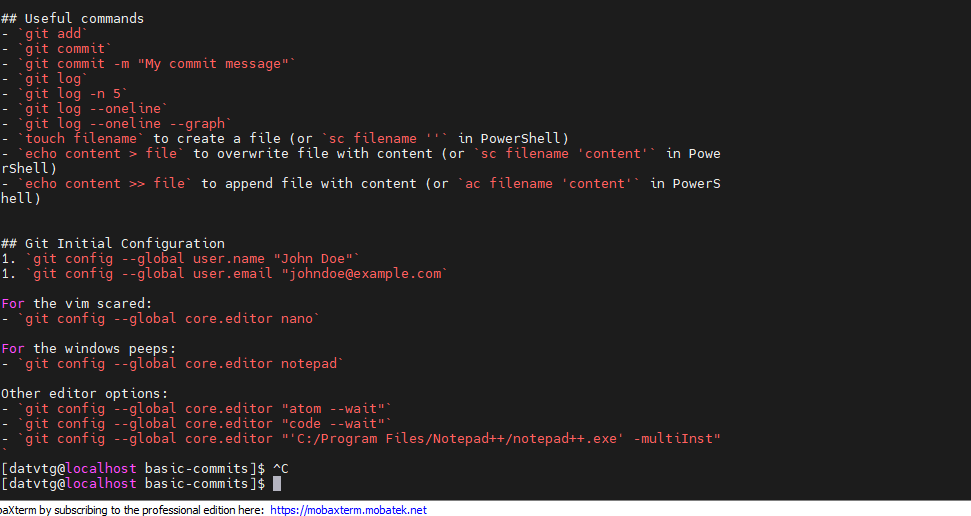 ## Useful commands
- `git add`
- `git commit`
- `git commit -m "My commit message"`
- `git log`
- `git log -n 5`
- `git log --oneline`
- `git log --oneline --graph`
- `touch filename` to create a file (or `sc filename ''` in PowerShell)
- `echo content > file` to overwrite file with content (or `sc filename 'content'` in Powe
rShell)
- `echo content >> file` to append file with content (or `ac filename 'content'` in PowerS
hell)
## Git Initial Configuration
1. `git config --global user.name "John Doe"`
1. `git config --global user.email "johndoe@example.com`
For the vim scared:
- `git config --global core.editor nano`
For the windows peeps:
- `git config --global core.editor notepad`
Other editor options:
- `git config --global core.editor "atom --wait"`
- `git config --global core.editor "code --wait"`
- `git config --global core.editor "'C:/Program Files/Notepad++/notepad++.exe' -multiInst"
`
[datvtg@localhost basic-commits]$ ^C
[datvtg@localhost basic-commits]$
baXterm by subscribing to the professional edition here: https://mobaxterm.mobatek.net